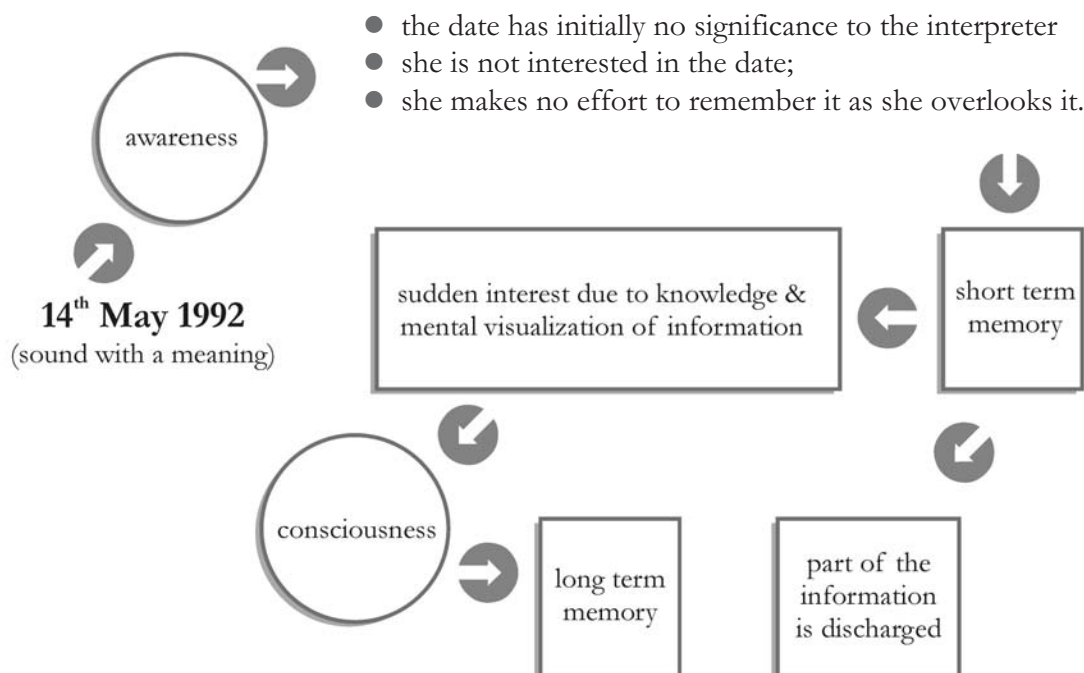 ● the date has initially no significance to the interpreter
● she is not interested in the date;
● she makes no effort to remember it as she overlooks it.
awareness
14th May 1992
(sound with a meaning)
sudden interest due to knowledge &
mental visualization of information
short term
memory
consciousness
long term
memory
part of the
information
is discharged